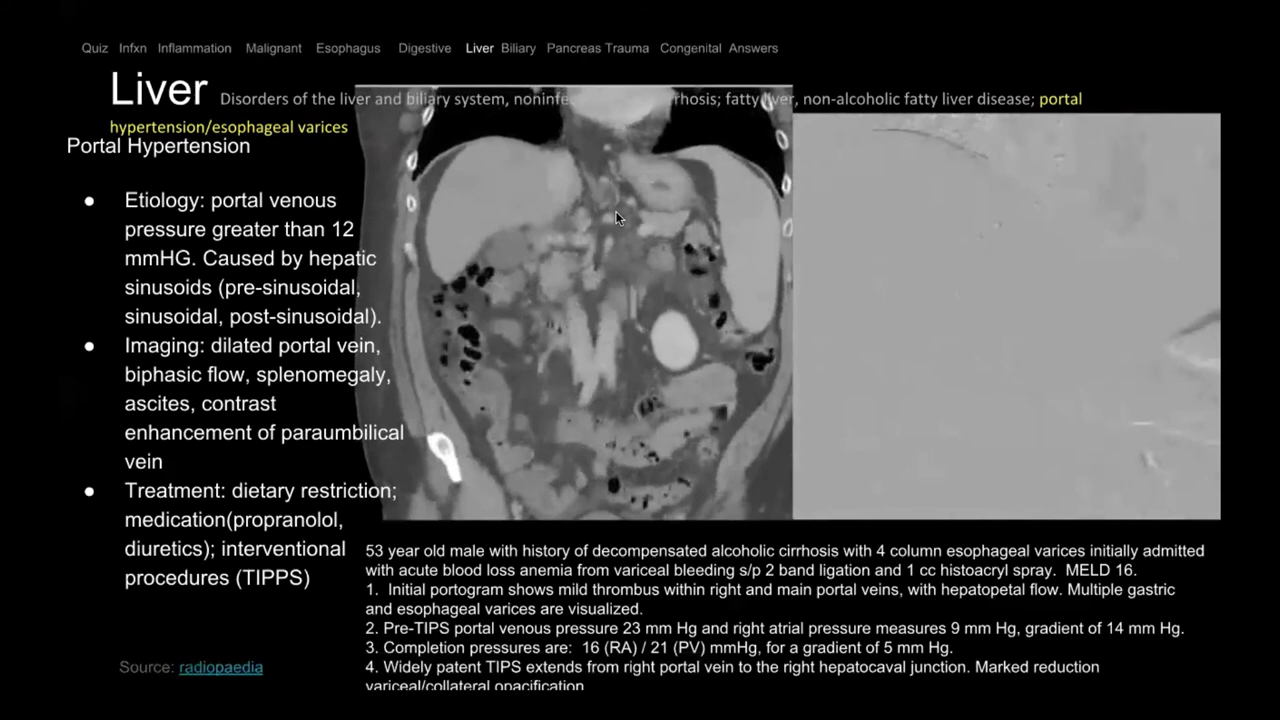 Quiz Infxn Inflammation Malignant Esophagus Digestive Liver Biliary Pancreas Trauma Congenital Answers
Liver Disorders of the liver and biliary system, noninfe rhosis; fatty liver, non-alcoholic fatty liver disease; portal
hypertension/esophageal varices
Portal Hypertension
● Etiology: portal venous
pressure greater than 12
mmHG. Caused by hepatic
sinusoids (pre-sinusoidal,
sinusoidal, post-sinusoidal).
● Imaging: dilated portal vein,
biphasic flow, splenomegaly,
ascites, contrast
enhancement of paraumbilical
vein
● Treatment: dietary restriction;
medication(propranolol,
diuretics); interventional
procedures (TIPPS)
Source: radiopaedia
53 year old male with history of decompensated alcoholic cirrhosis with 4 column esophageal varices initially admitted
with acute blood loss anemia from variceal bleeding s/p 2 band ligation and 1 cc histoacryl spray. MELD 16.
1. Initial portogram shows mild thrombus within right and main portal veins, with hepatopetal flow. Multiple gastric
and esophageal varices are visualized.
2. Pre-TIPS portal venous pressure 23 mm Hg and right atrial pressure measures 9 mm Hg, gradient of 14 mm Hg.
3. Completion pressures are: 16 (RA) / 21 (PV) mmHg, for a gradient of 5 mm Hg.
4. Widely patent TIPS extends from right portal vein to the right hepatocaval junction. Marked reduction
variceal/collateral opacification